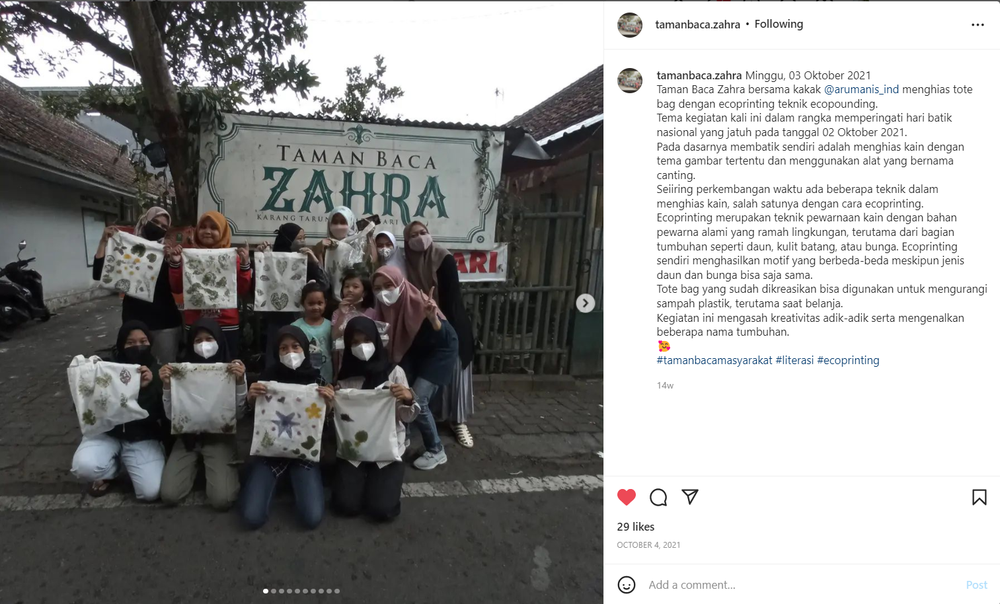 TAMAN BACA
ZAHRA
KARANG TARUN
ARI
ARI
tamanbaca.zahra • Following
tamanbaca.zahra Minggu, 03 Oktober 2021
Taman Baca Zahra bersama kakak @arumanis_ind menghias tote
bag dengan ecoprinting teknik ecopounding.
Tema kegiatan kali ini dalam rangka memperingati hari batik
nasional yang jatuh pada tanggal 02 Oktober 2021.
Pada dasarnya membatik sendiri adalah menghias kain dengan
tema gambar tertentu dan menggunakan alat yang bernama
canting.
Seiiring perkembangan waktu ada beberapa teknik dalam
menghias kain, salah satunya dengan cara ecoprinting.
Ecoprinting merupakan teknik pewarnaan kain dengan bahan
pewarna alami yang ramah lingkungan, terutama dari bagian
tumbuhan seperti daun, kulit batang, atau bunga. Ecoprinting
sendiri menghasilkan motif yang berbeda-beda meskipun jenis
daun dan bunga bisa saja sama.
Tote bag yang sudah dikreasikan bisa digunakan untuk mengurangi
sampah plastik, terutama saat belanja.
Kegiatan ini mengasah kreativitas adik-adik serta mengenalkan
beberapa nama tumbuhan.
🥰
#tamanbacamasyarakat #literasi #ecoprinting
14w
29 likes
OCTOBER 4, 2021
Add a comment...
Post